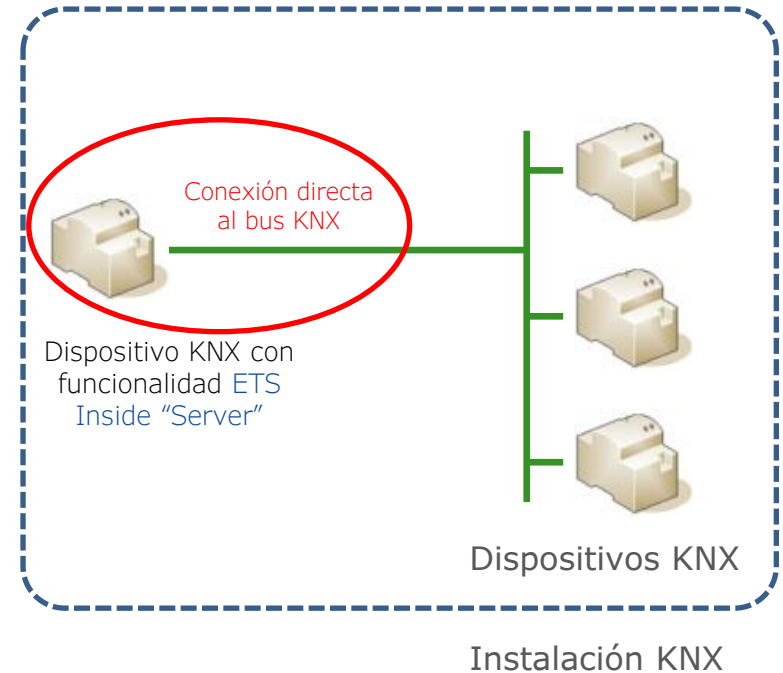 Conexión directa
al bus KNX
Dispositivo KNX con
funcionalidad ETS
Inside “Server”
Dispositivos KNX
Instalación KNX